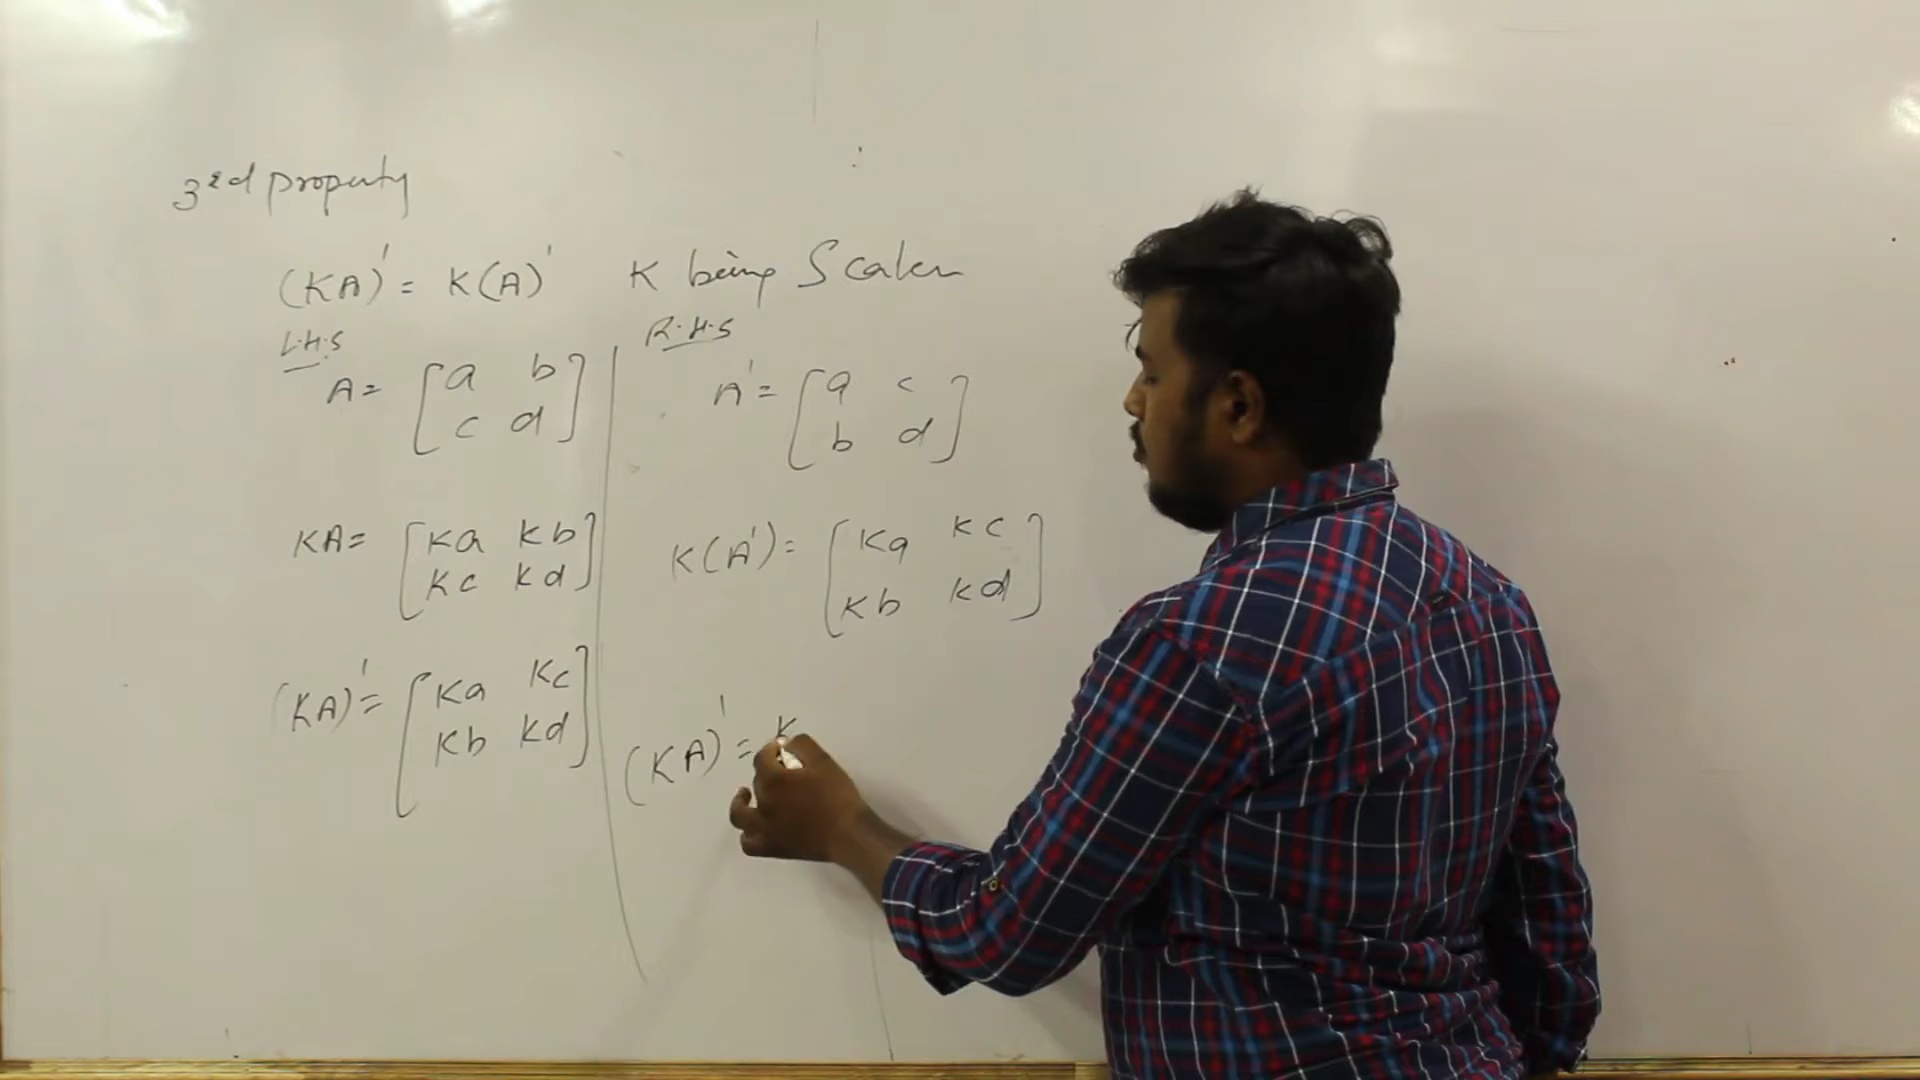 3rd property
(KA)' = K(A)' K being Scaler
L.H.S
A = [a b
c d]
KA = [Ka Kb
Kc Kd]
(KA)' = [Ka Kc
Kb Kd]
R.H.S
A' = [a c
b d]
K(A') = [Ka Kc
Kb Kd]
(KA)' = K